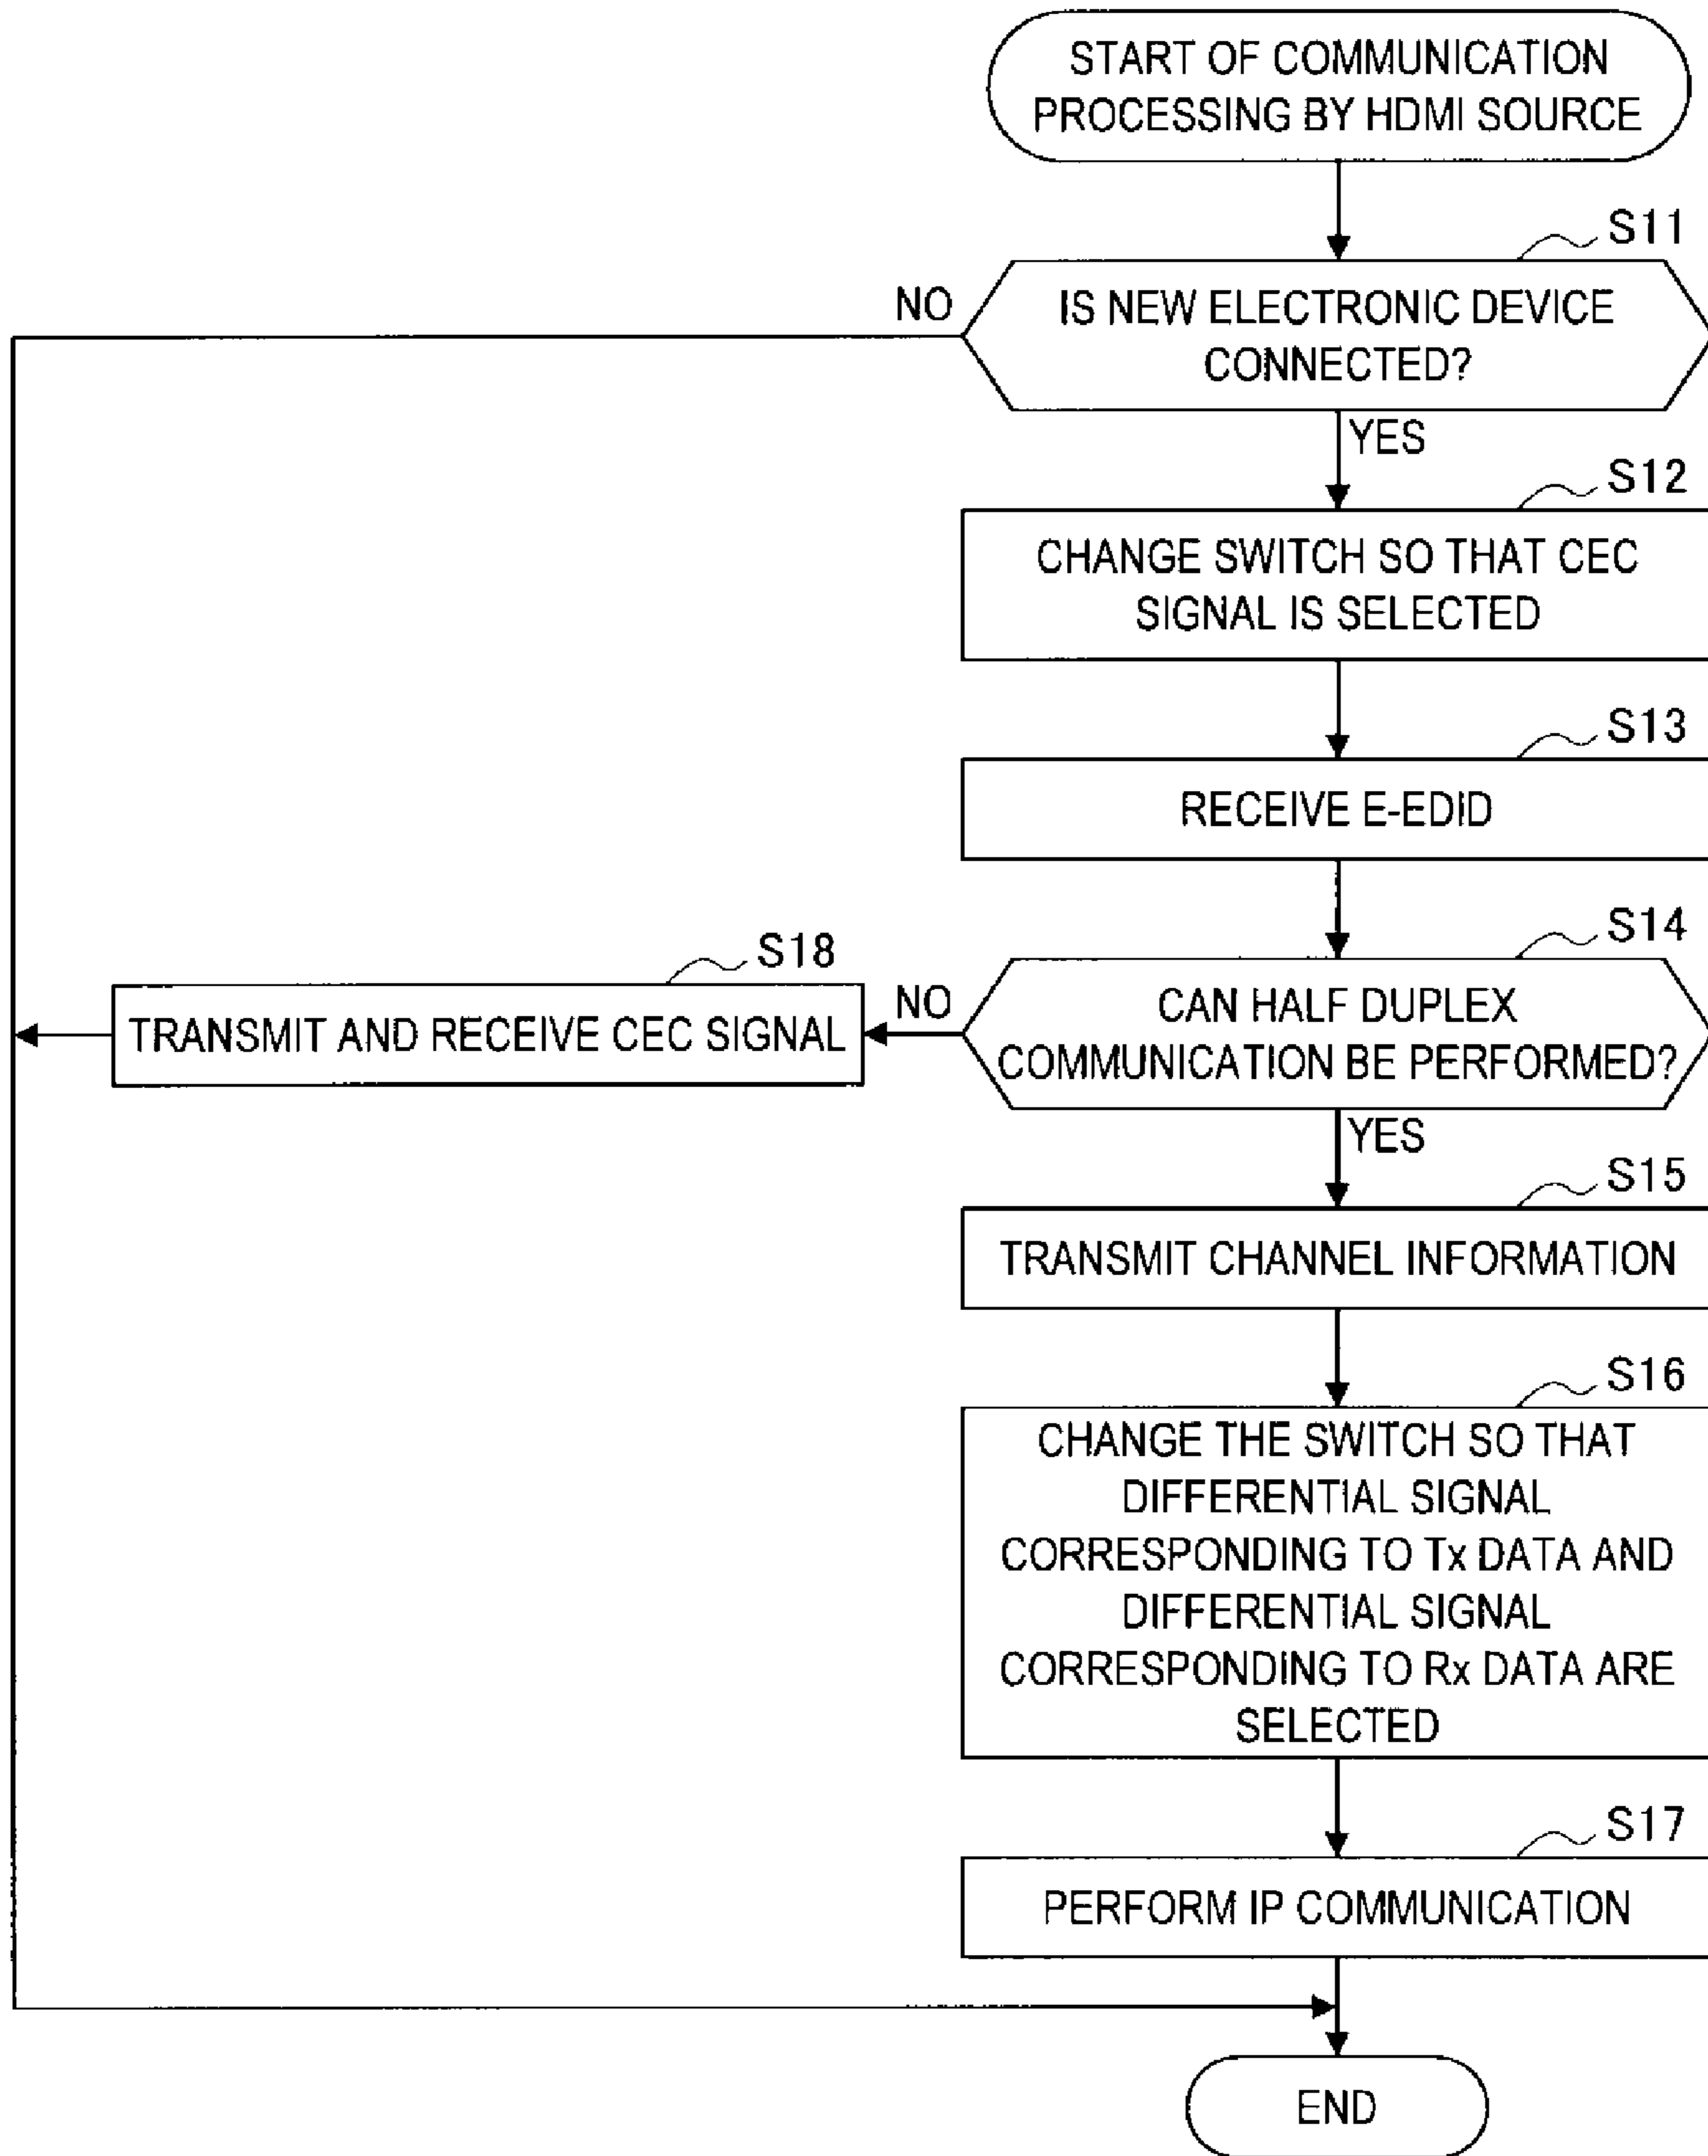 START OF COMMUNICATION
PROCESSING BY HDMI SOURCE
S11
NO
IS NEW ELECTRONIC DEVICE
CONNECTED?
YES
S12
CHANGE SWITCH SO THAT CEC
SIGNAL IS SELECTED
S13
RECEIVE E-EDID
S14
S18
NO
CAN HALF DUPLEX
COMMUNICATION BE PERFORMED?
TRANSMIT AND RECEIVE CEC SIGNAL
YES
S15
TRANSMIT CHANNEL INFORMATION
S16
CHANGE THE SWITCH SO THAT
DIFFERENTIAL SIGNAL
CORRESPONDING TO Tx DATA AND
DIFFERENTIAL SIGNAL
CORRESPONDING TO Rx DATA ARE
SELECTED
S17
PERFORM IP COMMUNICATION
END